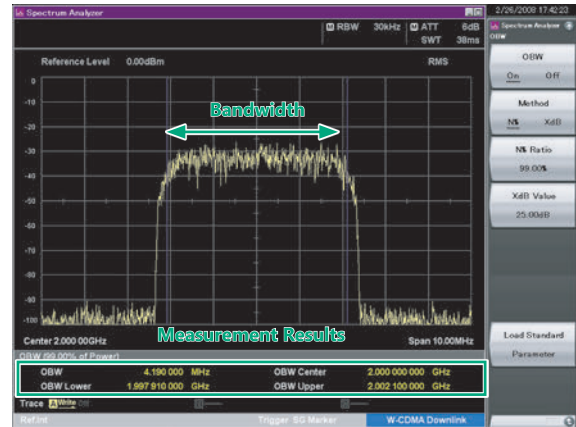 Spectrum Analyzer
2/26/2008 17:42:23
RBW 30kHz ATT 6dB
SWT 38ms
Reference Level 0.00dBm RMS
Spectrum Analyzer
OBW
OBW
On Off
Method
N% XdB
N% Ratio
99.00%
XdB Value
25.00dB
Load Standard
Parameter
0
-10
-20
-30
-40
-60
-70
-80
-90
-100
Bandwidth
Measurement Results
Center 2.000 00GHz Span 10.00MHz
OBW (99.00% of Power)
OBW 4.190 000 MHz OBW Center 2.000 000 000 GHz
OBW Lower 1.997 910 000 GHz OBW Upper 2.002 100 000 GHz
Trace A Write
Ref.Int Trigger SG Marker W-CDMA Downlink